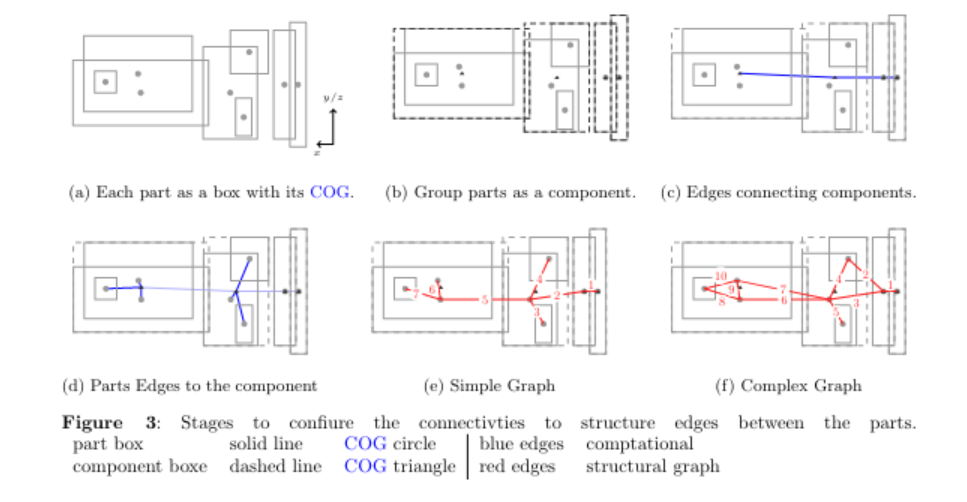 y/z
x
(a) Each part as a box with its COG.
(b) Group parts as a component.
(c) Edges connecting components.
7 6 5 4 2 3 1
10 9 8 7 6 4 2 5 3 1
(d) Parts Edges to the component
(e) Simple Graph
(f) Complex Graph
Figure 3: Stages to confiure the connectivties to structure edges between the parts.
part box solid line COG circle blue edges comptational
component boxe dashed line COG triangle red edges structural graph